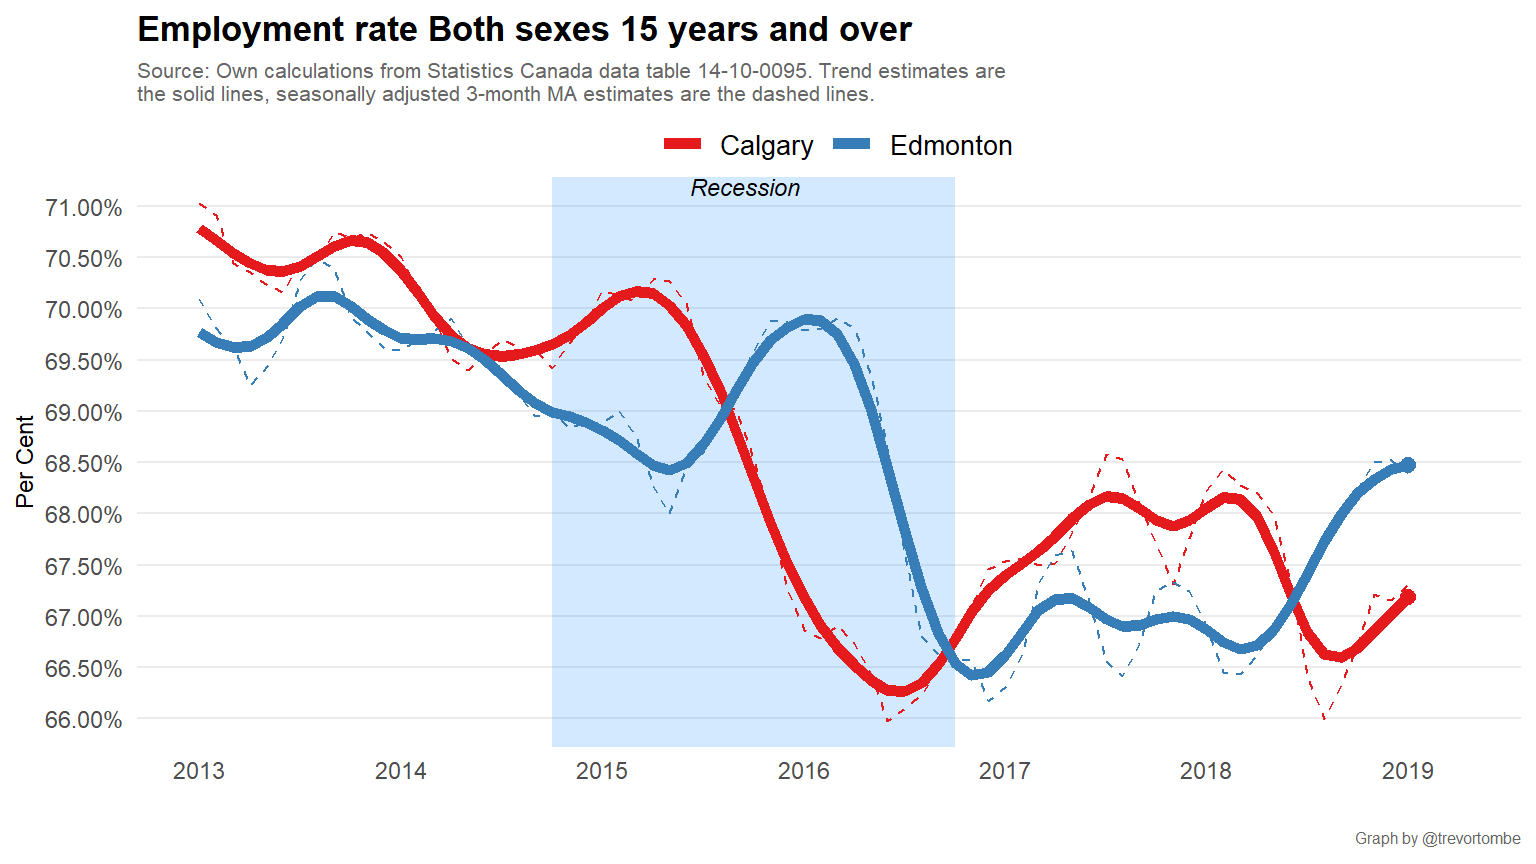 Employment rate Both sexes 15 years and over
Source: Own calculations from Statistics Canada data table 14-10-0095. Trend estimates are
the solid lines, seasonally adjusted 3-month MA estimates are the dashed lines.
Calgary Edmonton
Recession
71.00%
70.50%
70.00%
69.50%
69.00%
68.50%
68.00%
67.50%
67.00%
66.50%
66.00%
Per Cent
2013 2014 2015 2016 2017 2018 2019
Graph by @trevortombe